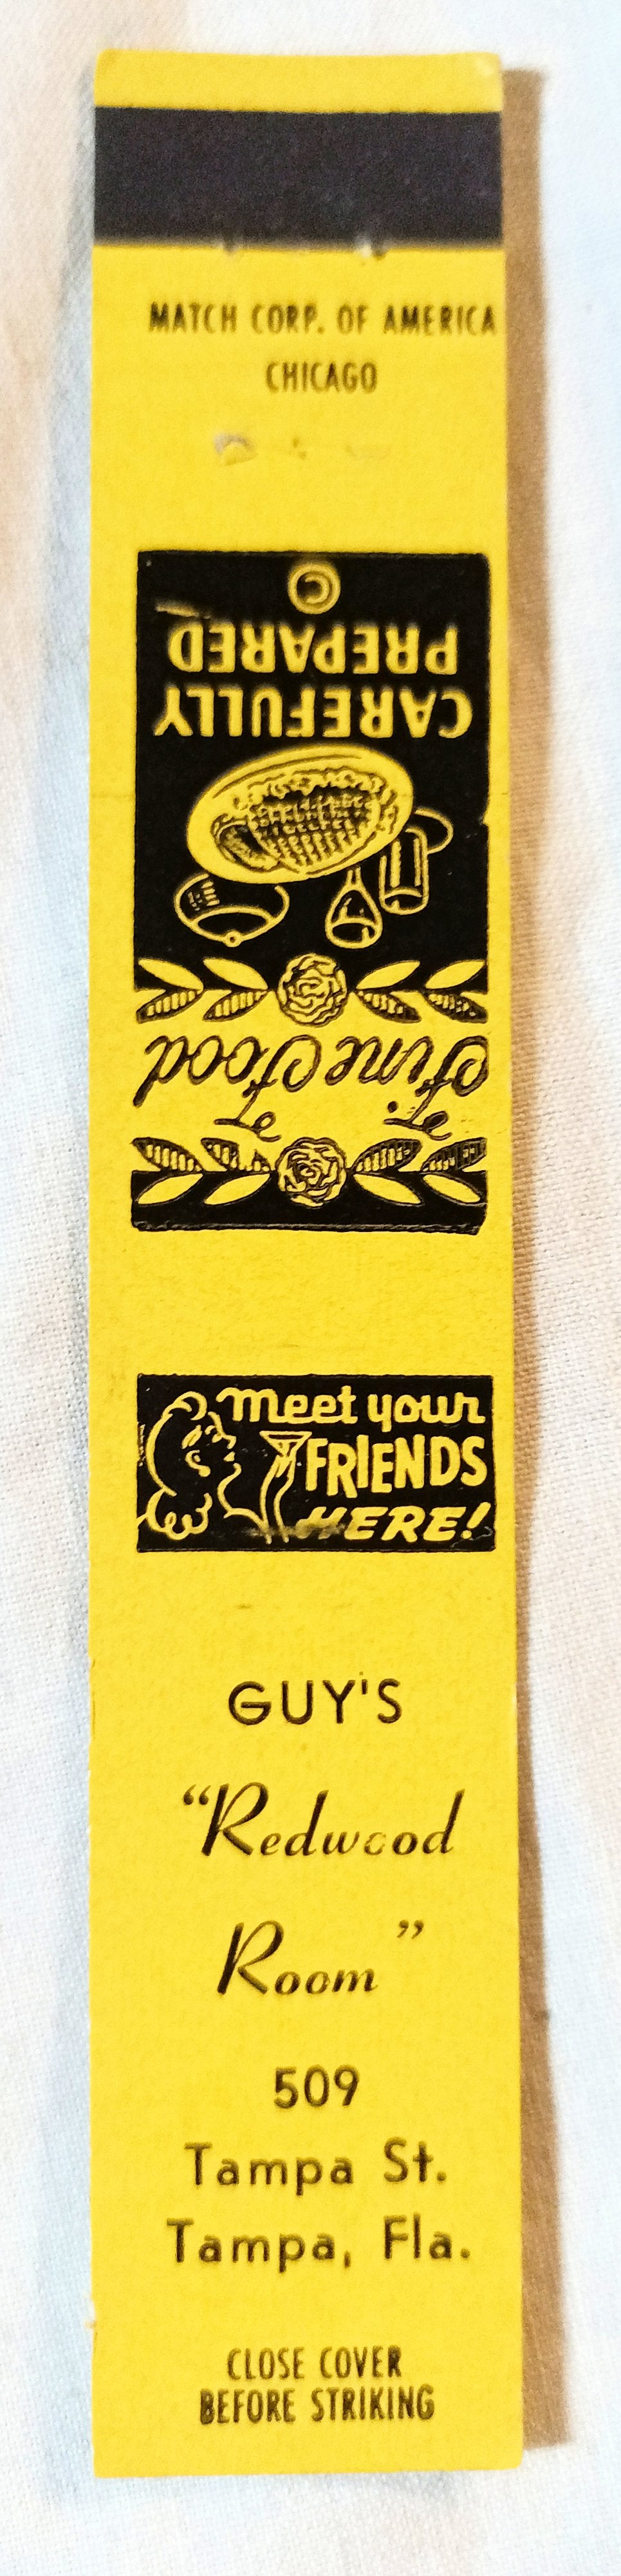 MATCH CORP. OF AMERICA
CHICAGO
Fine Food
CAREFULLY
PREPARED
©
meet your
FRIENDS
HERE!
GUY'S
"Redwood
Room"
509
Tampa St.
Tampa, Fla.
CLOSE COVER
BEFORE STRIKING